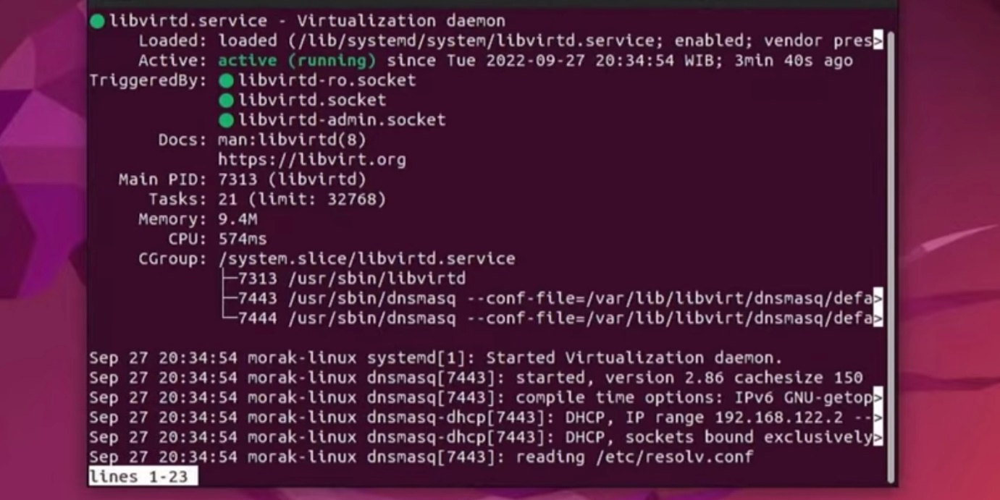 ● libvirtd.service - Virtualization daemon
     Loaded: loaded (/lib/systemd/system/libvirtd.service; enabled; vendor pres>
     Active: active (running) since Tue 2022-09-27 20:34:54 WIB; 3min 40s ago
TriggeredBy: ● libvirtd-ro.socket
             ● libvirtd.socket
             ● libvirtd-admin.socket
       Docs: man:libvirtd(8)
             https://libvirt.org
   Main PID: 7313 (libvirtd)
      Tasks: 21 (limit: 32768)
     Memory: 9.4M
        CPU: 574ms
     CGroup: /system.slice/libvirtd.service
             ├─7313 /usr/sbin/libvirtd
             ├─7443 /usr/sbin/dnsmasq --conf-file=/var/lib/libvirt/dnsmasq/defa>
             └─7444 /usr/sbin/dnsmasq --conf-file=/var/lib/libvirt/dnsmasq/defa>

Sep 27 20:34:54 morak-linux systemd[1]: Started Virtualization daemon.
Sep 27 20:34:54 morak-linux dnsmasq[7443]: started, version 2.86 cachesize 150
Sep 27 20:34:54 morak-linux dnsmasq[7443]: compile time options: IPv6 GNU-getop>
Sep 27 20:34:54 morak-linux dnsmasq-dhcp[7443]: DHCP, IP range 192.168.122.2 -->
Sep 27 20:34:54 morak-linux dnsmasq-dhcp[7443]: DHCP, sockets bound exclusively>
Sep 27 20:34:54 morak-linux dnsmasq[7443]: reading /etc/resolv.conf
lines 1-23